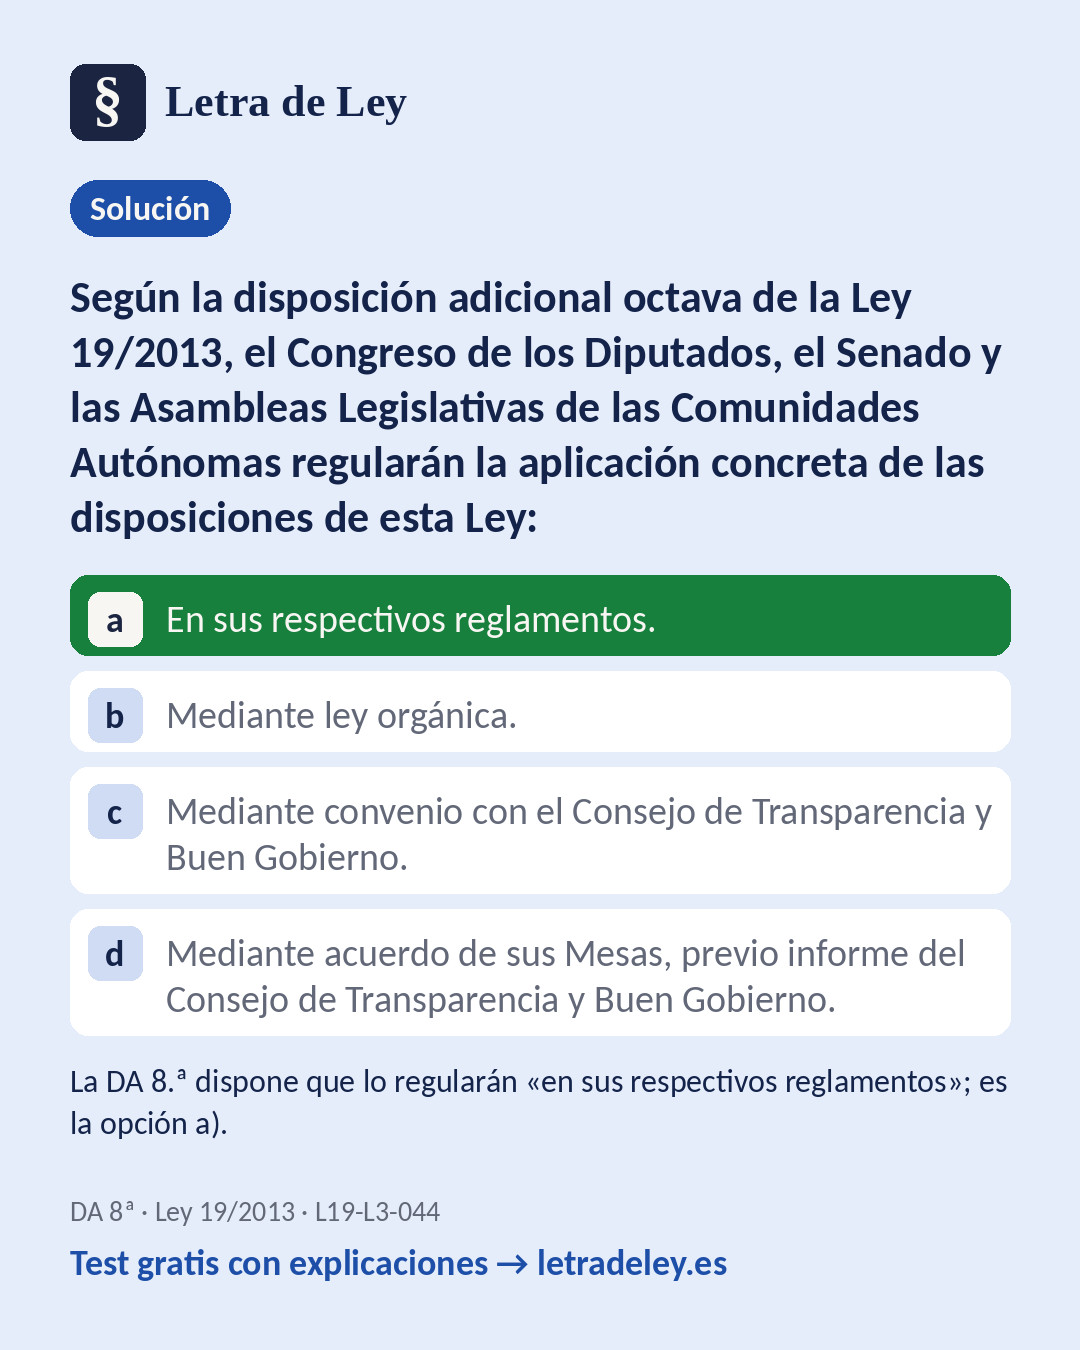 § Letra de Ley
Solución
Según la disposición adicional octava de la Ley
19/2013, el Congreso de los Diputados, el Senado y
las Asambleas Legislativas de las Comunidades
Autónomas regularán la aplicación concreta de las
disposiciones de esta Ley:
a En sus respectivos reglamentos.
b Mediante ley orgánica.
c Mediante convenio con el Consejo de Transparencia y
Buen Gobierno.
d Mediante acuerdo de sus Mesas, previo informe del
Consejo de Transparencia y Buen Gobierno.
La DA 8.ª dispone que lo regularán «en sus respectivos reglamentos»; es
la opción a).
DA 8ª · Ley 19/2013 · L19-L3-044
Test gratis con explicaciones → letradeley.es